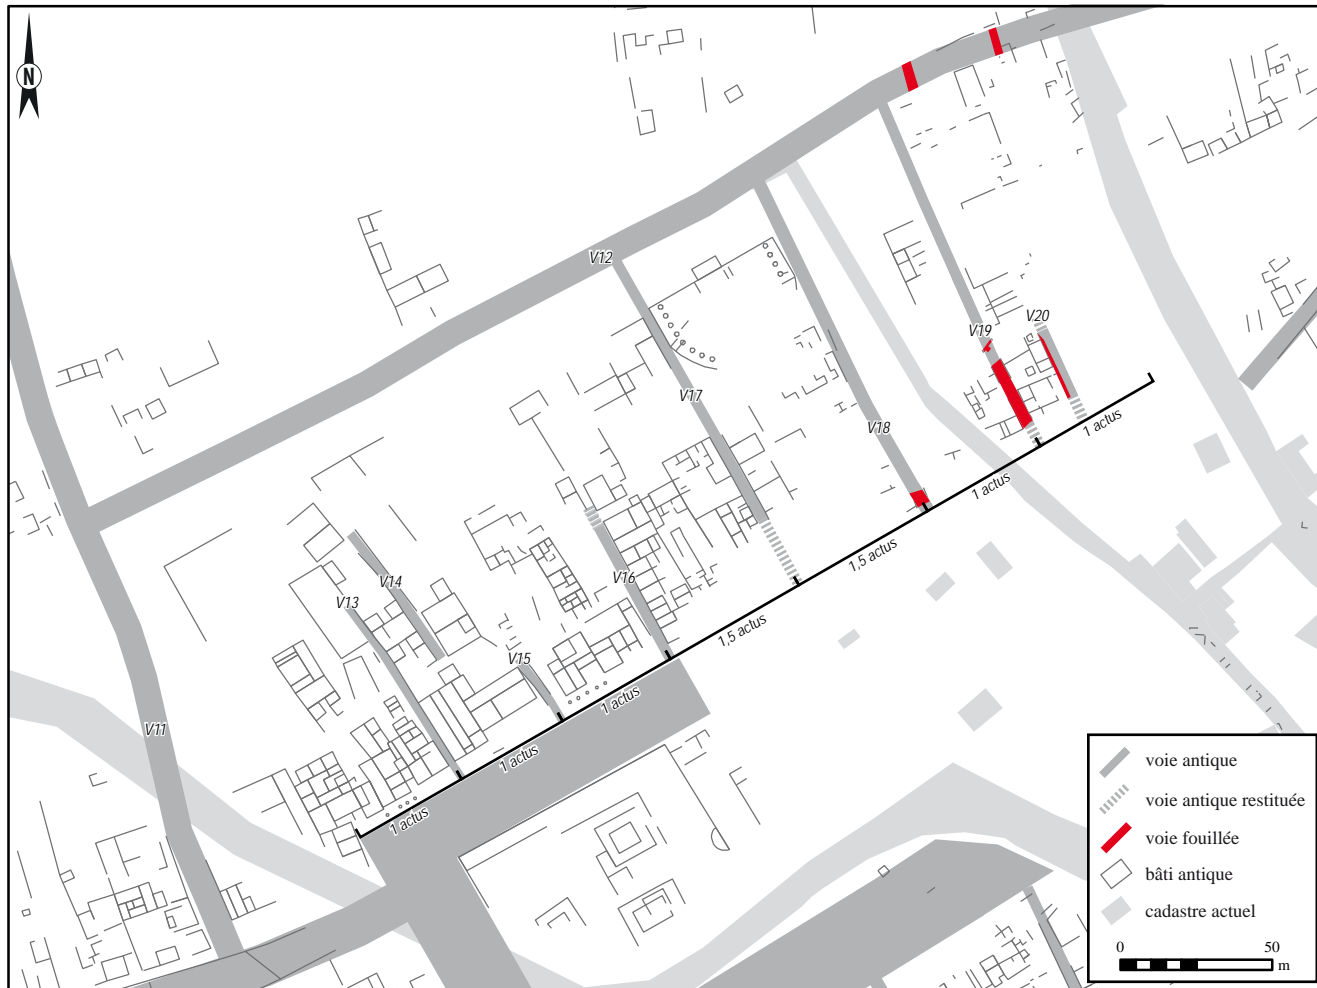 N
V12
V19
V20
V17
V18
1 actus
1 actus
1,5 actus
V14
V16
V13
1,5 actus
V15
1 actus
V11
1 actus
1 actus
voie antique
voie antique restituée
voie fouillée
bâti antique
cadastre actuel
0 50
m